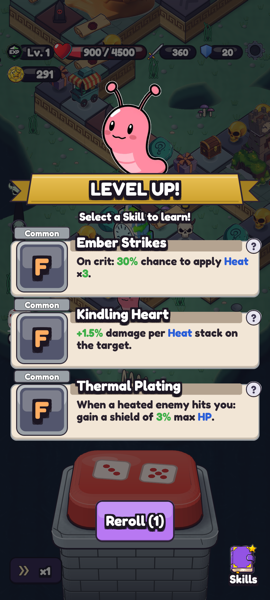 EXP Lv. 1 900 / 4500 360 20
291
LEVEL UP!
Select a Skill to learn!
Common
Ember Strikes
?
F
On crit: 30% chance to apply Heat
x3.
Common
Kindling Heart
?
F
+1.5% damage per Heat stack on
the target.
Common
Thermal Plating
?
F
When a heated enemy hits you:
gain a shield of 3% max HP.
Reroll (1)
x1
Skills